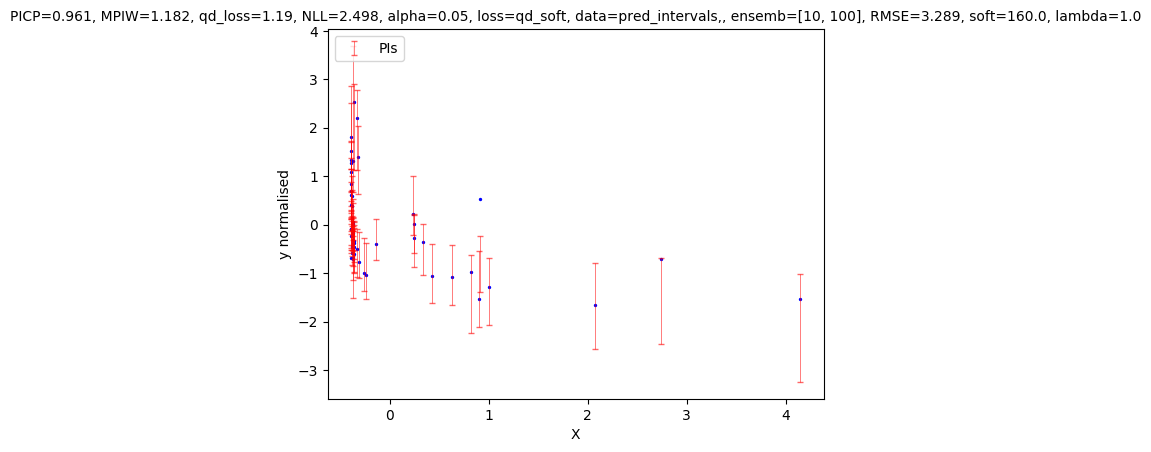 PICP=0.961, MPIW=1.182, qd_loss=1.19, NLL=2.498, alpha=0.05, loss=qd_soft, data=pred_intervals,, ensemb=[10, 100], RMSE=3.289, soft=160.0, lambda=1.0
PIs
4
3
2
1
0
−1
−2
−3
y normalised
0 1 2 3 4
X